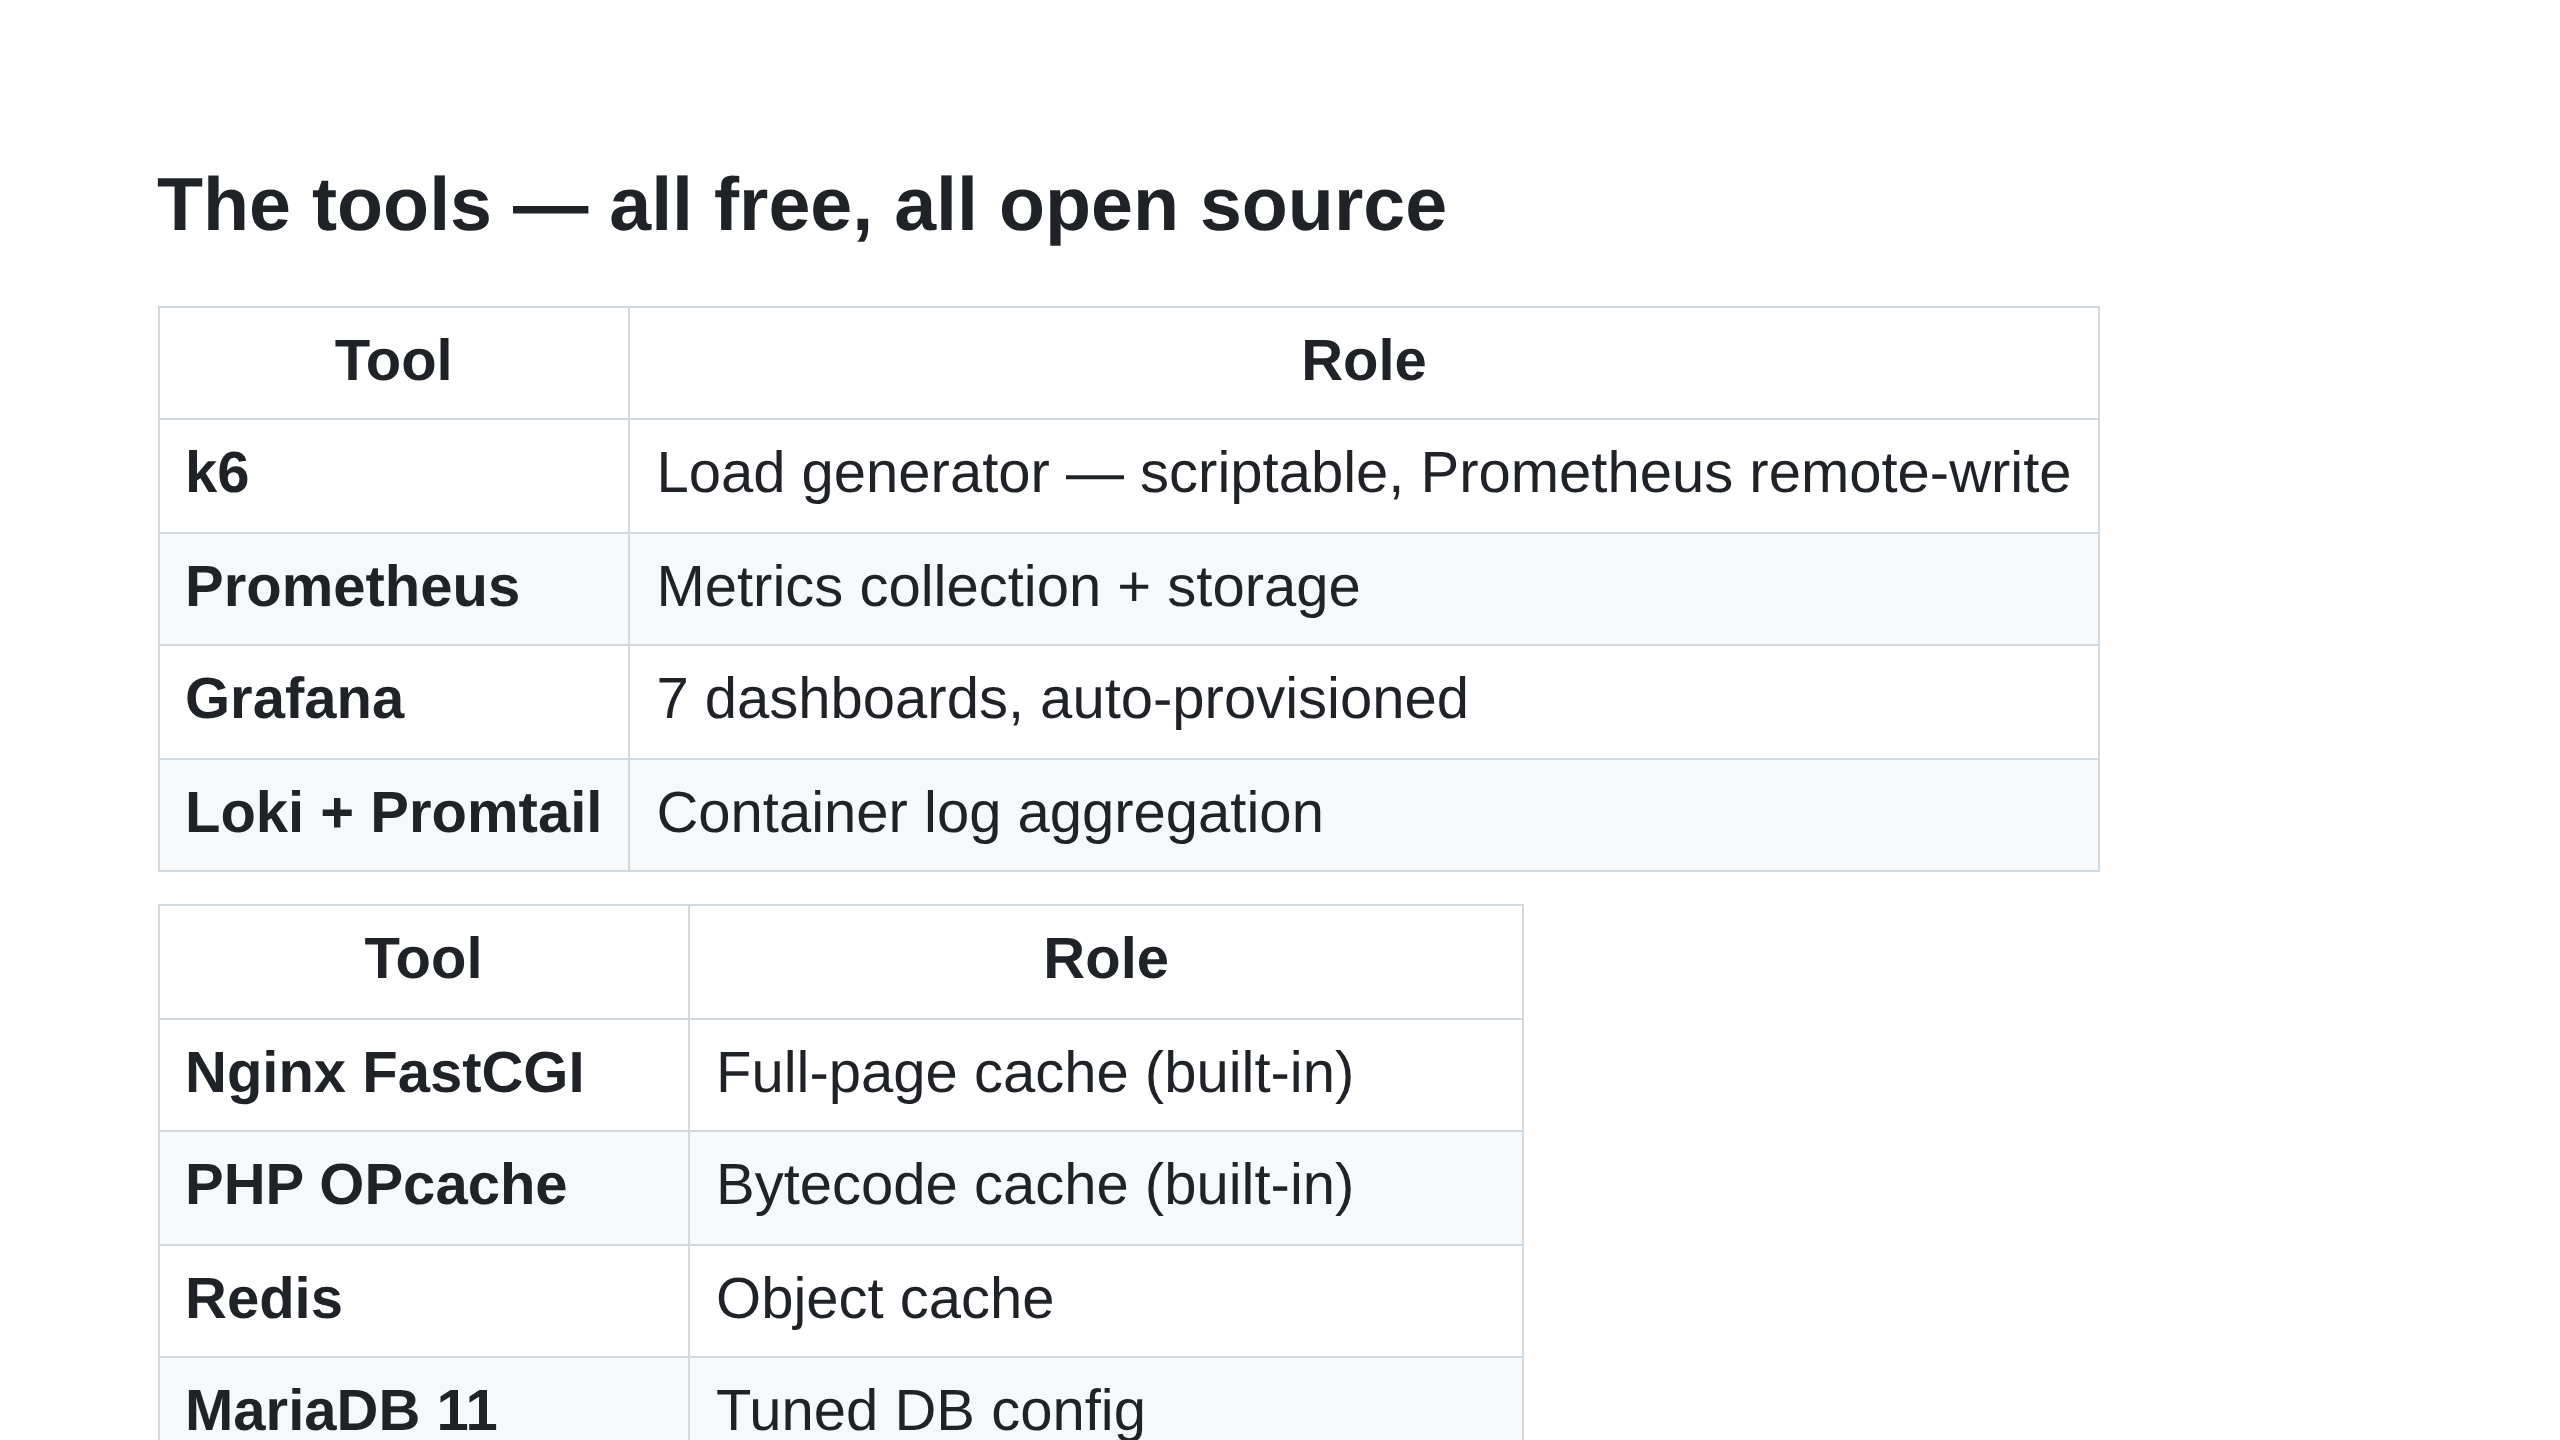 The tools — all free, all open source
Tool Role
k6 Load generator — scriptable, Prometheus remote-write
Prometheus Metrics collection + storage
Grafana 7 dashboards, auto-provisioned
Loki + Promtail Container log aggregation
Tool Role
Nginx FastCGI Full-page cache (built-in)
PHP OPcache Bytecode cache (built-in)
Redis Object cache
MariaDB 11 Tuned DB config